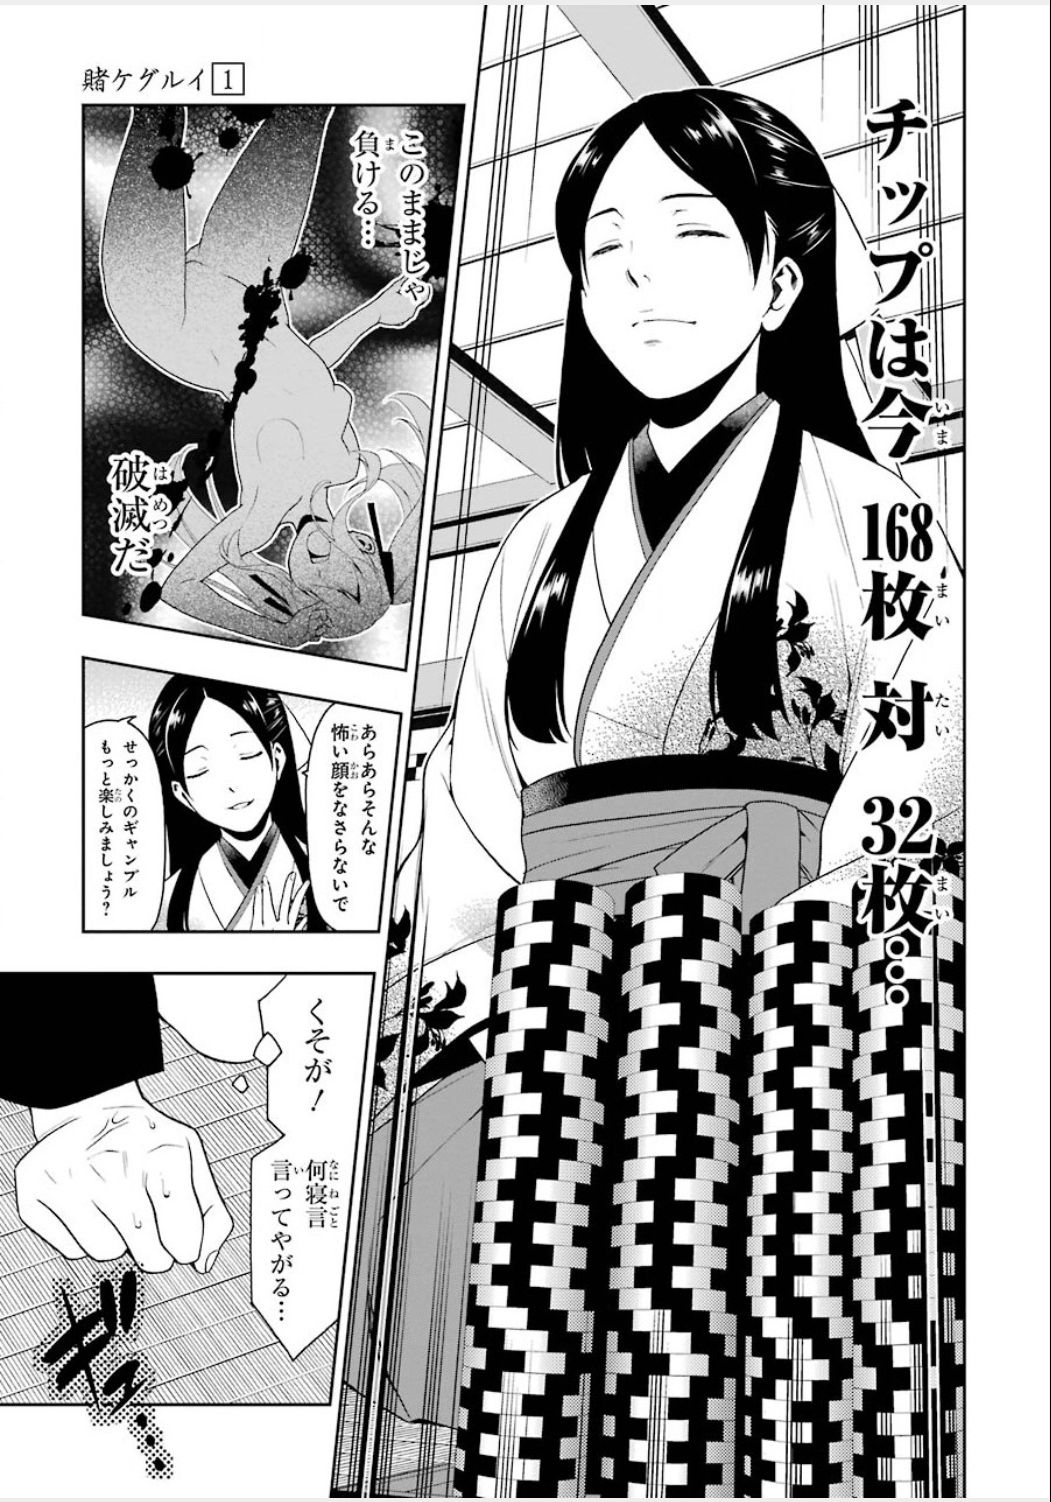 賭ケグルイ 1
チップは今
168枚 対 32枚…
このままじゃ
負ける…
破滅だ
あらあらそんな
怖い顔をなさらないで
せっかくのギャンブル
もっと楽しみましょう?
くそが!
何寝言
言ってやがる…
ギュ…